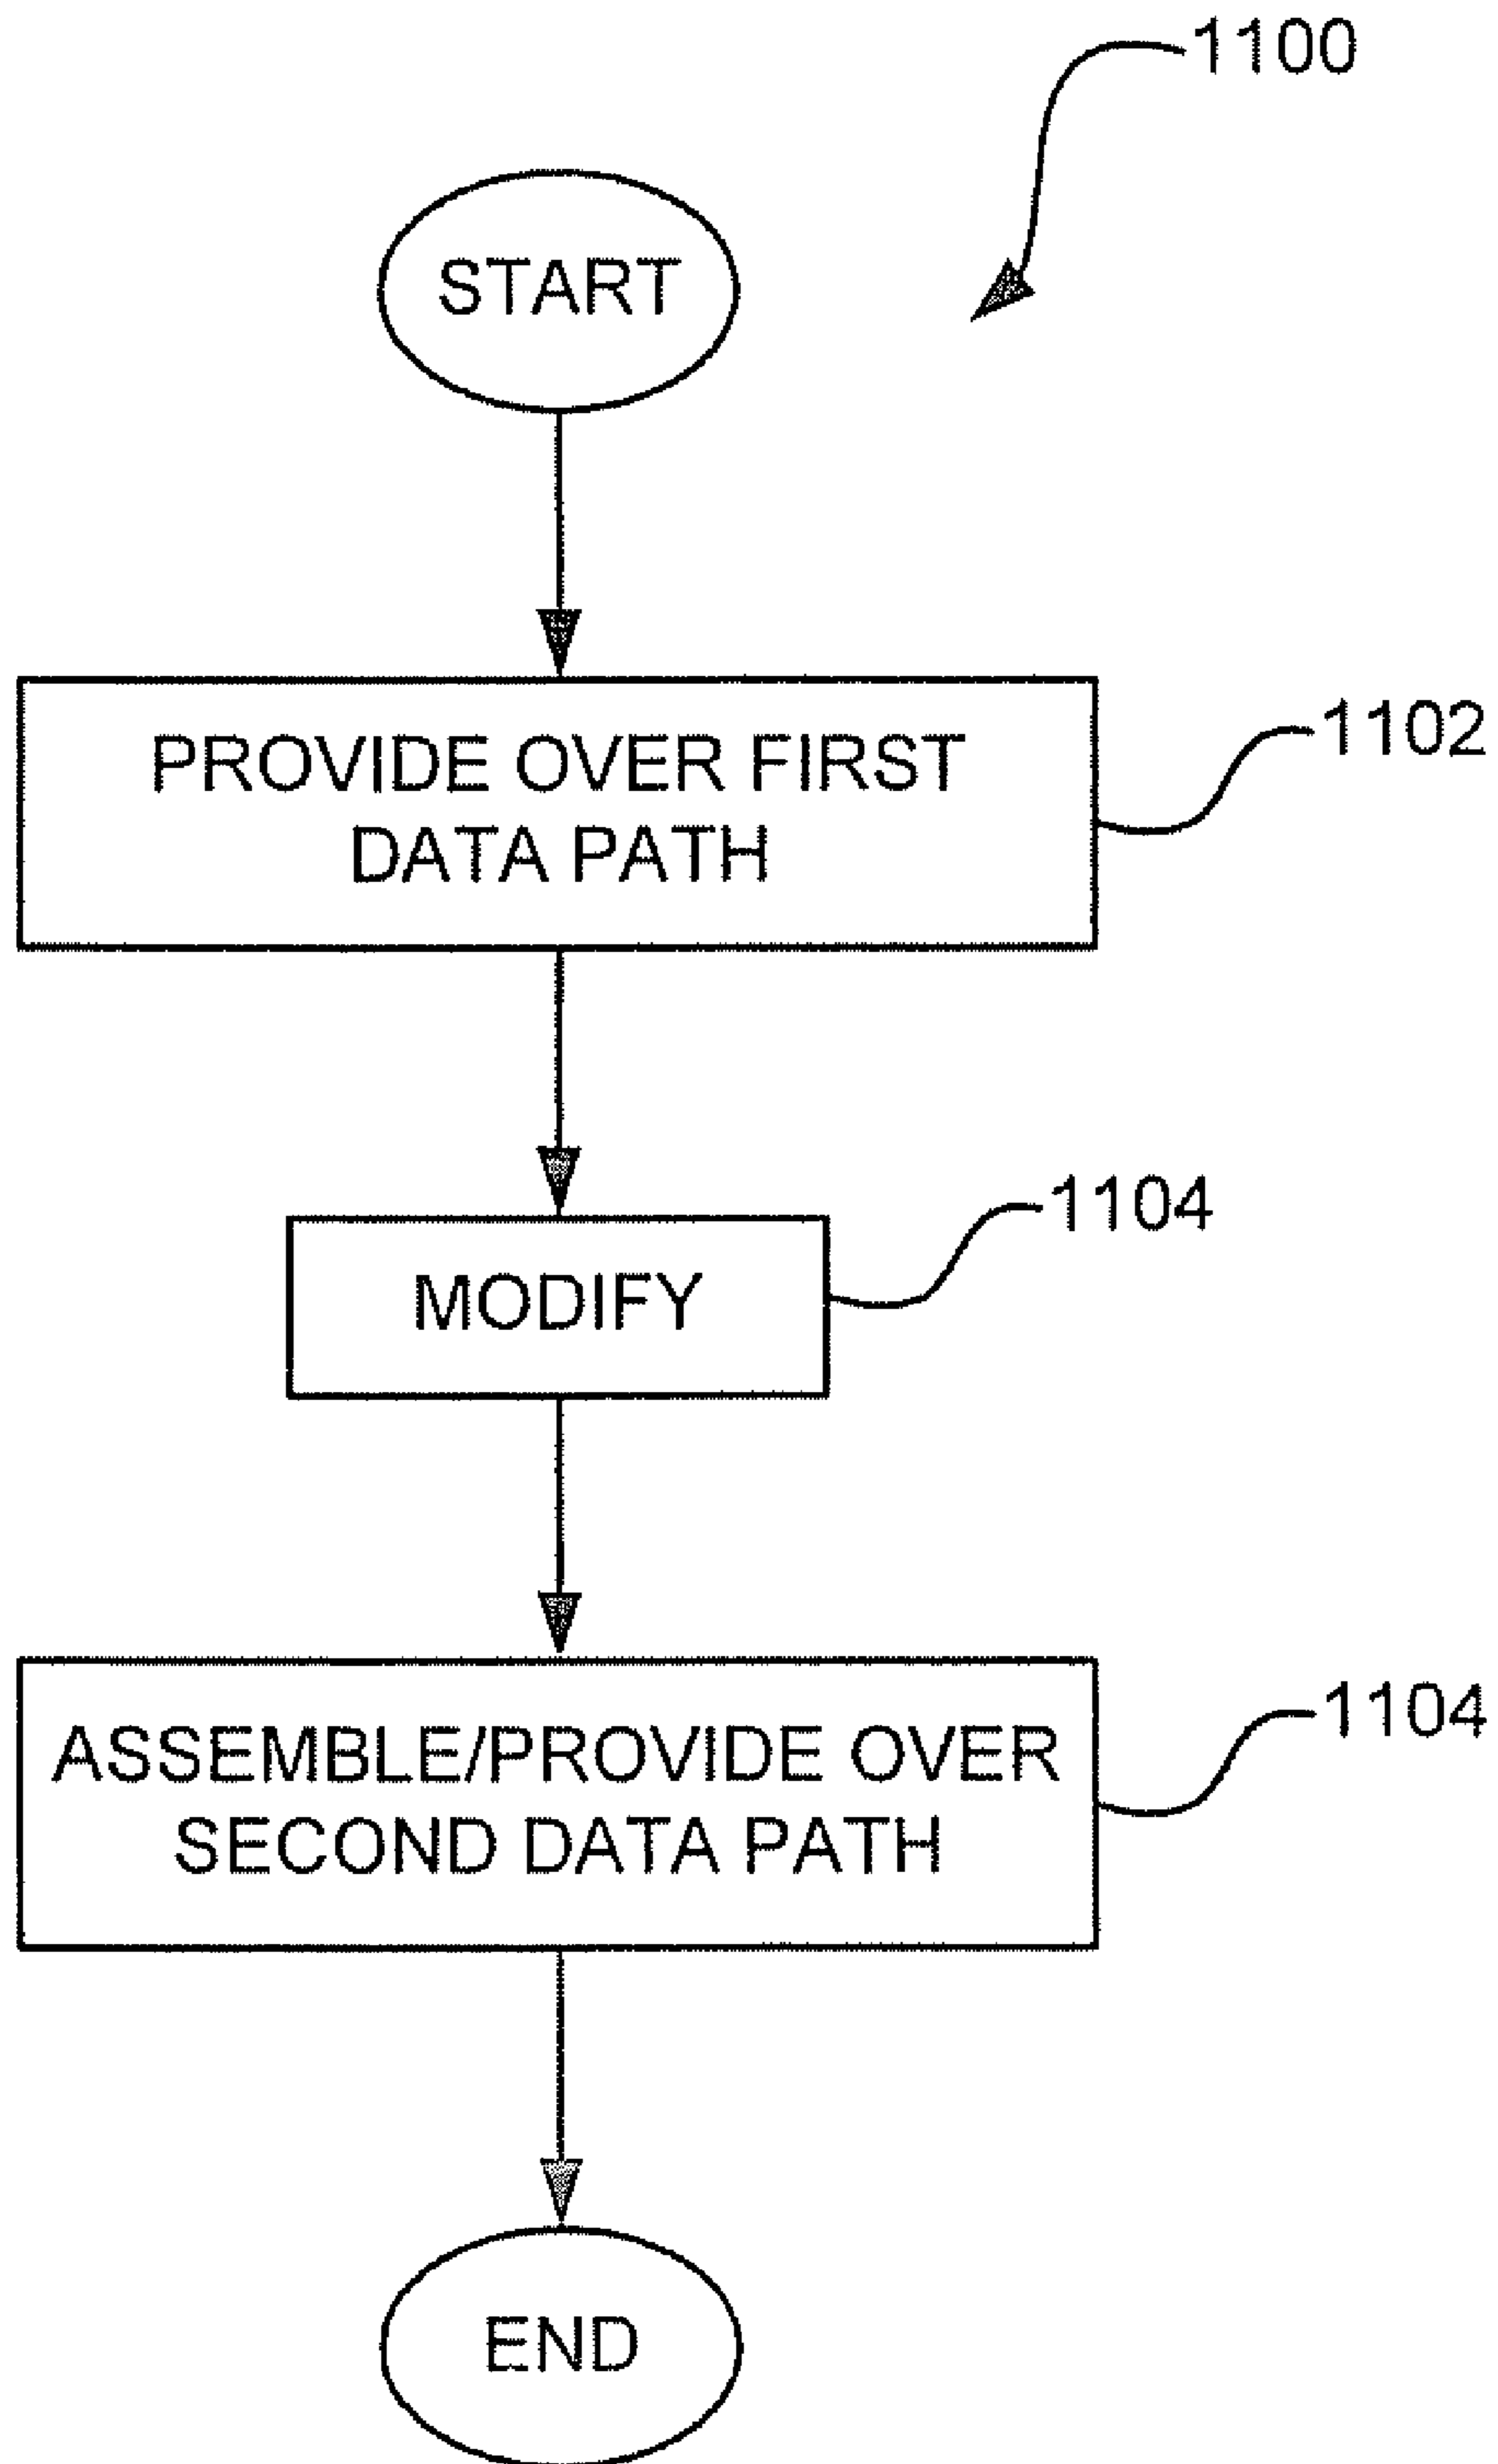 1100
START
PROVIDE OVER FIRST
DATA PATH
1102
MODIFY
1104
ASSEMBLE/PROVIDE OVER
SECOND DATA PATH
1104
END